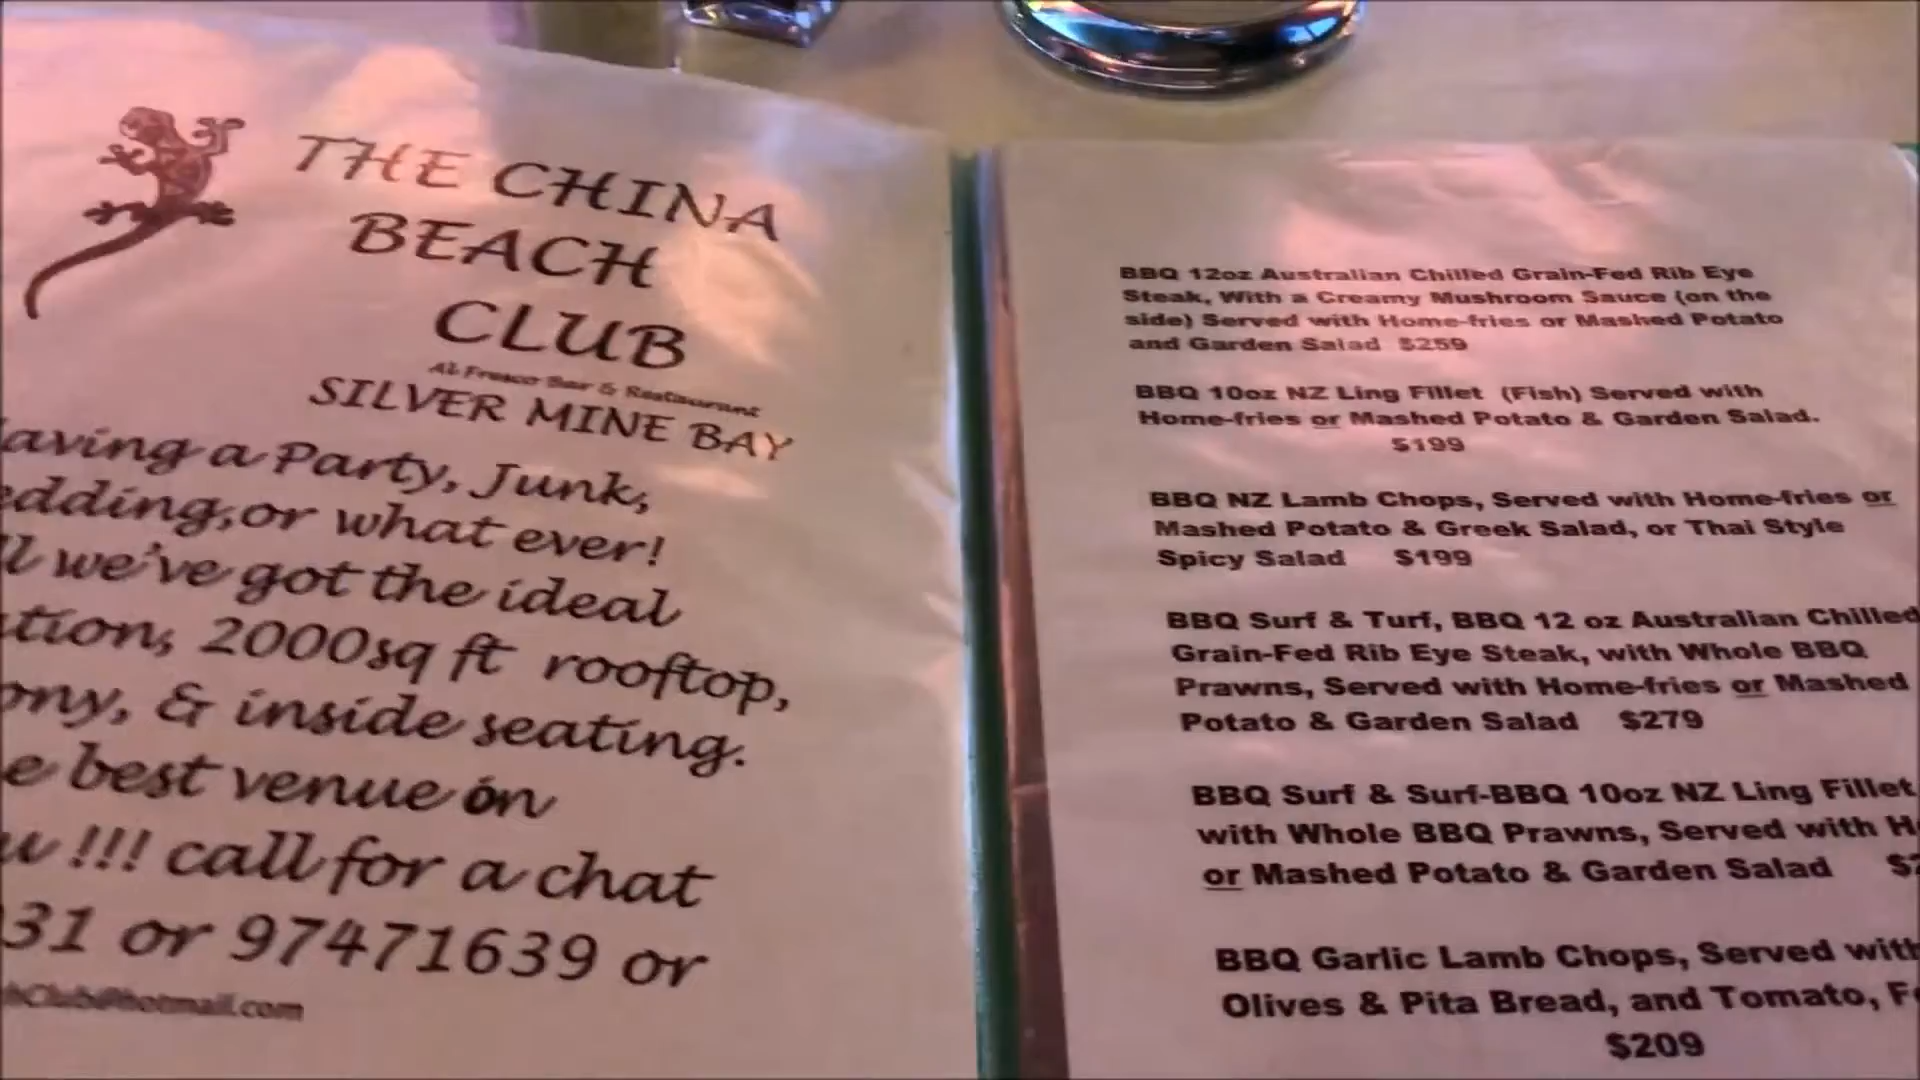 THE CHINA
BEACH
CLUB
Al Fresco Bar & Restaurant
SILVER MINE BAY
aving a Party, Junk,
edding,or what ever!
ll we've got the ideal
tion, 2000sq ft rooftop,
ony, & inside seating.
e best venue on
u !!! call for a chat
31 or 97471639 or
bClub@hotmail.com
BBQ 12oz Australian Chilled Grain-Fed Rib Eye
Steak, With a Creamy Mushroom Sauce (on the
side) Served with Home-fries or Mashed Potato
and Garden Salad $259
BBQ 10oz NZ Ling Fillet (Fish) Served with
Home-fries or Mashed Potato & Garden Salad.
$199
BBQ NZ Lamb Chops, Served with Home-fries or
Mashed Potato & Greek Salad, or Thai Style
Spicy Salad $199
BBQ Surf & Turf, BBQ 12 oz Australian Chilled
Grain-Fed Rib Eye Steak, with Whole BBQ
Prawns, Served with Home-fries or Mashed
Potato & Garden Salad $279
BBQ Surf & Surf-BBQ 10oz NZ Ling Fillet
with Whole BBQ Prawns, Served with H
or Mashed Potato & Garden Salad $2
BBQ Garlic Lamb Chops, Served with
Olives & Pita Bread, and Tomato, Fe
$209